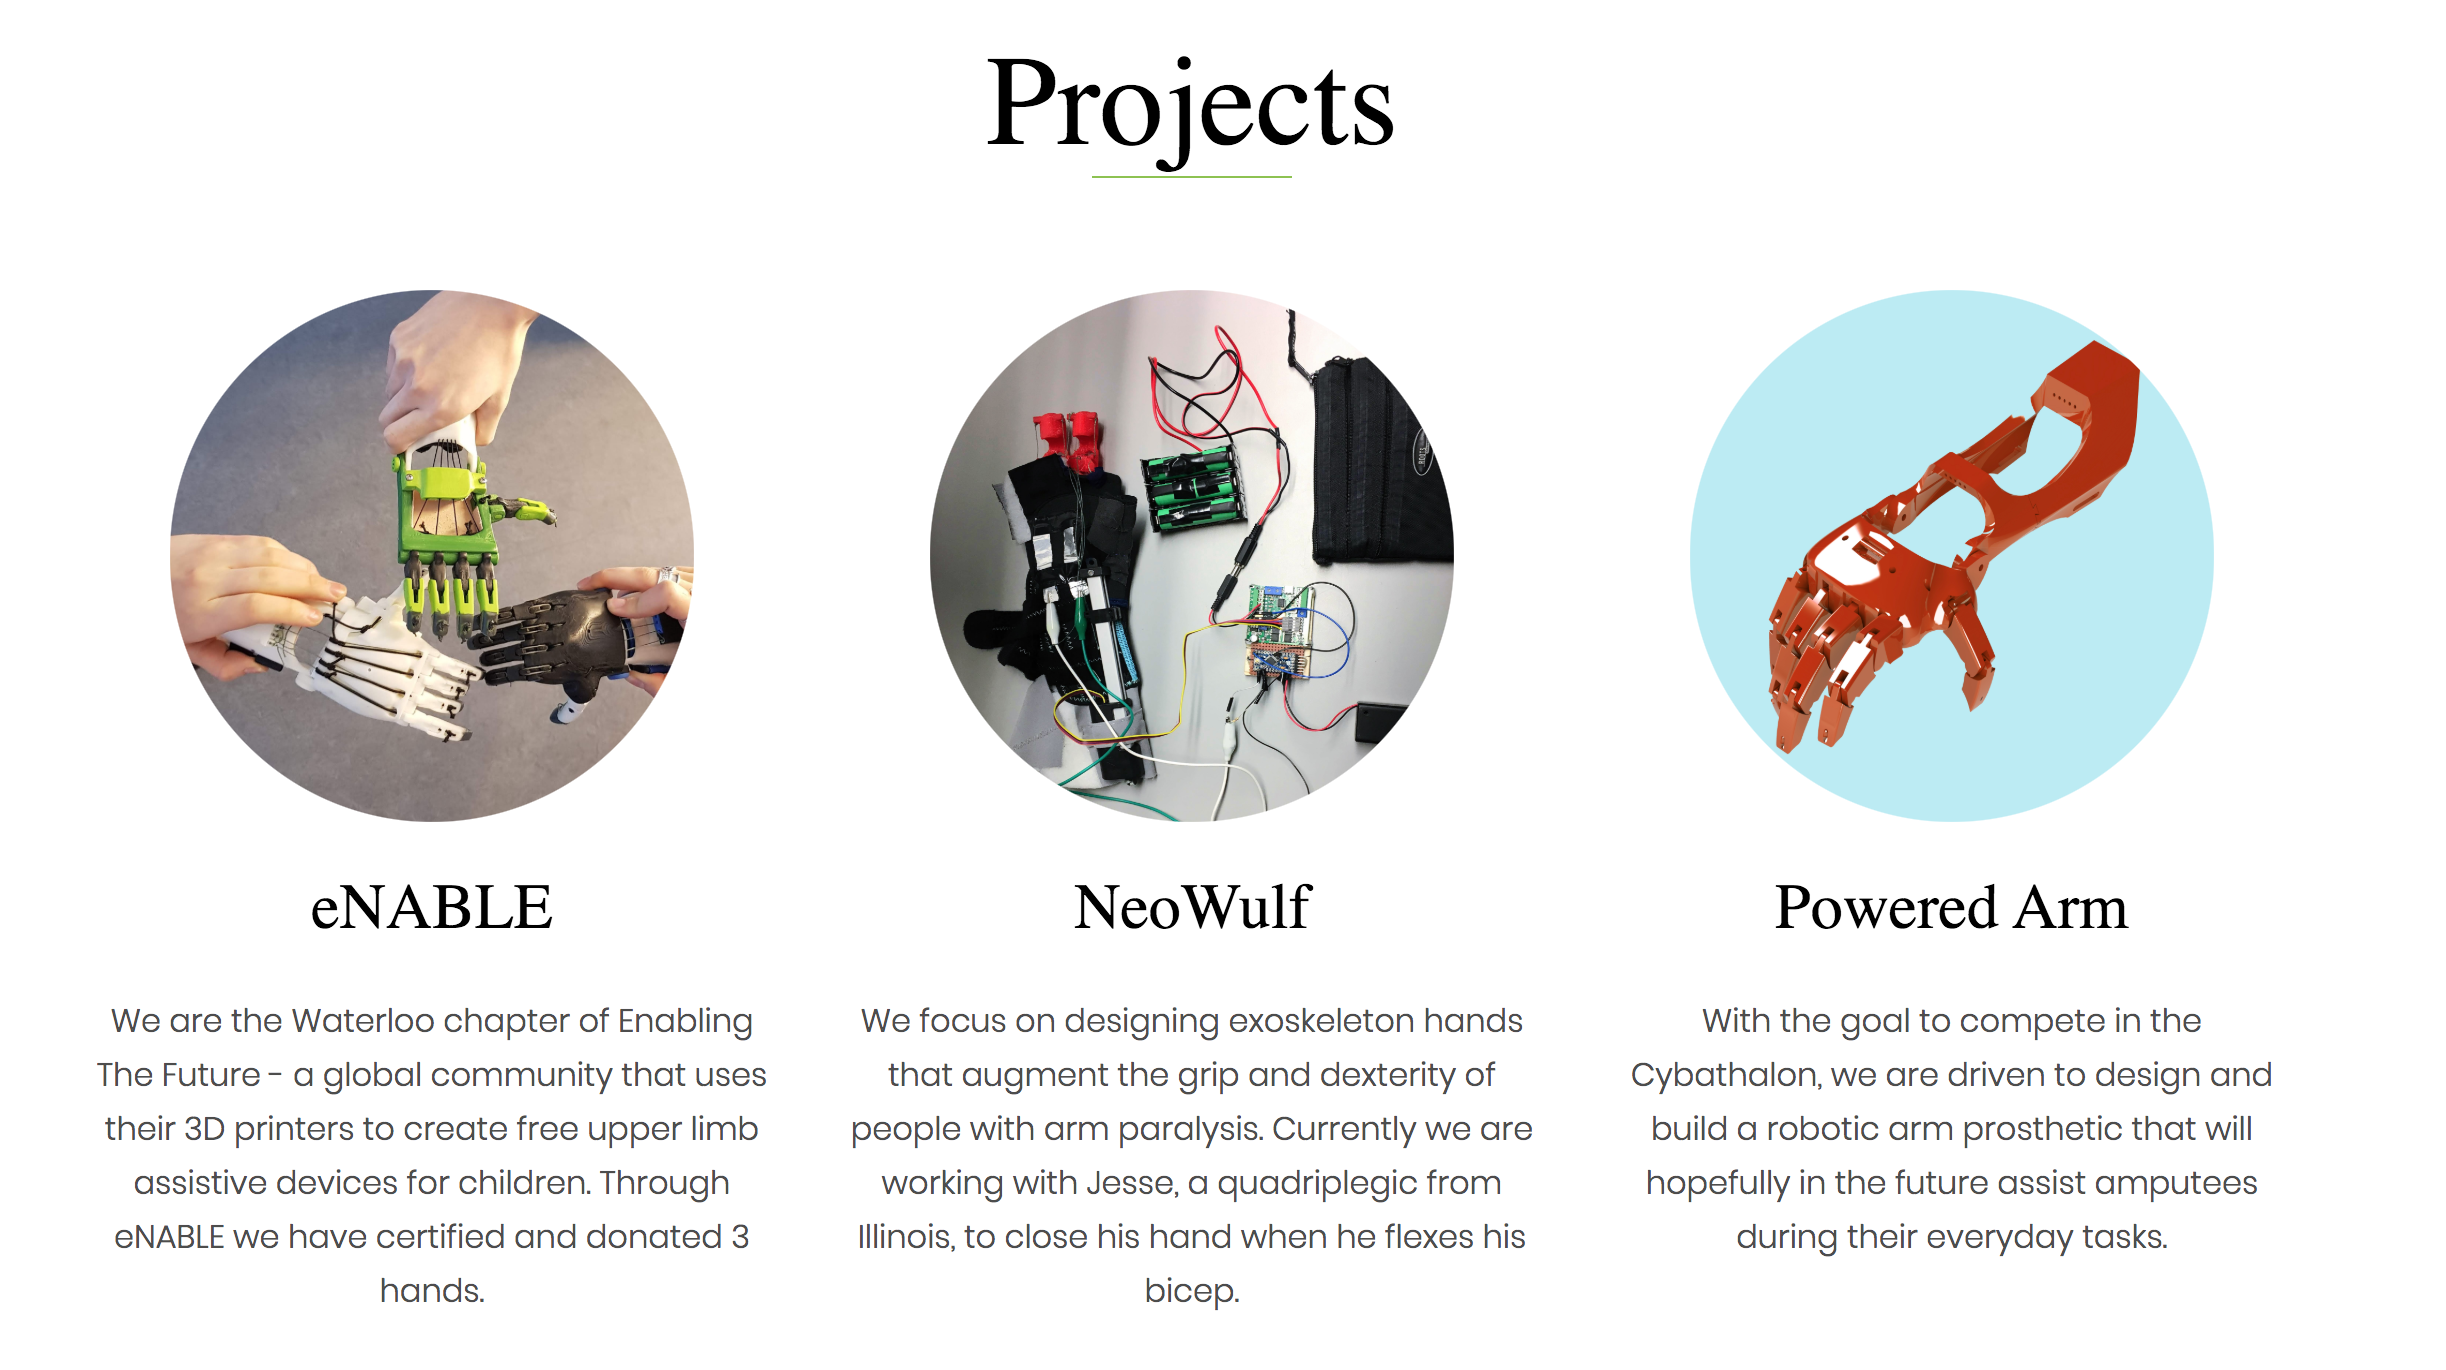 Projects
eNABLE
We are the Waterloo chapter of Enabling
The Future - a global community that uses
their 3D printers to create free upper limb
assistive devices for children. Through
eNABLE we have certified and donated 3
hands.
NeoWulf
We focus on designing exoskeleton hands
that augment the grip and dexterity of
people with arm paralysis. Currently we are
working with Jesse, a quadriplegic from
Illinois, to close his hand when he flexes his
bicep.
Powered Arm
With the goal to compete in the
Cybathalon, we are driven to design and
build a robotic arm prosthetic that will
hopefully in the future assist amputees
during their everyday tasks.